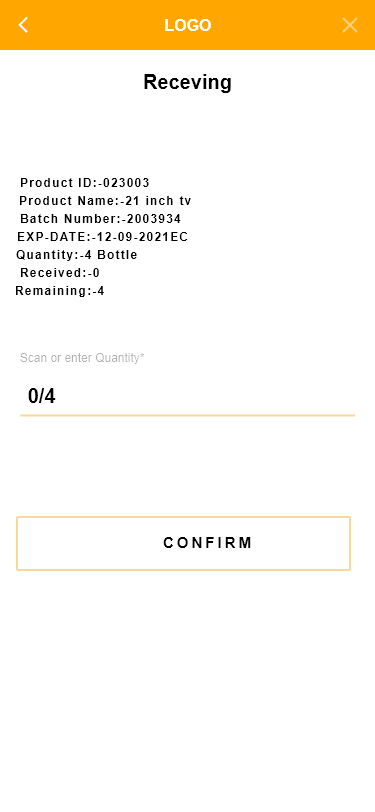 LOGO
Receving
Product ID:-023003
Product Name:-21 inch tv
Batch Number:-2003934
EXP-DATE:-12-09-2021EC
Quantity:-4 Bottle
Received:-0
Remaining:-4
Scan or enter Quantity*
0/4
CONFIRM